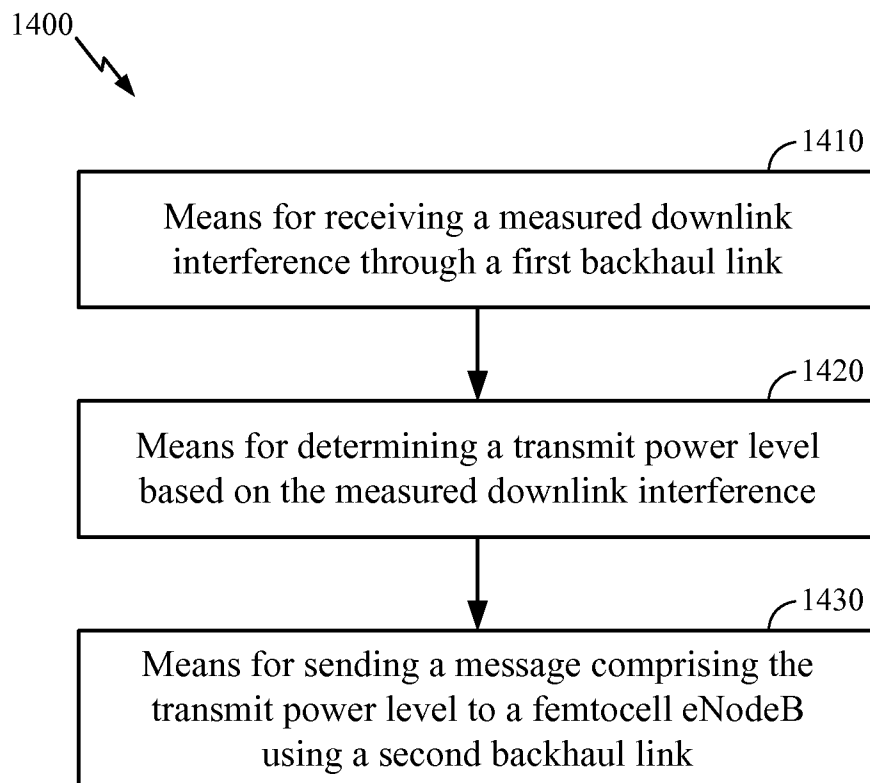 1400
1410
Means for receiving a measured downlink
interference through a first backhaul link
1420
Means for determining a transmit power level
based on the measured downlink interference
1430
Means for sending a message comprising the
transmit power level to a femtocell eNodeB
using a second backhaul link